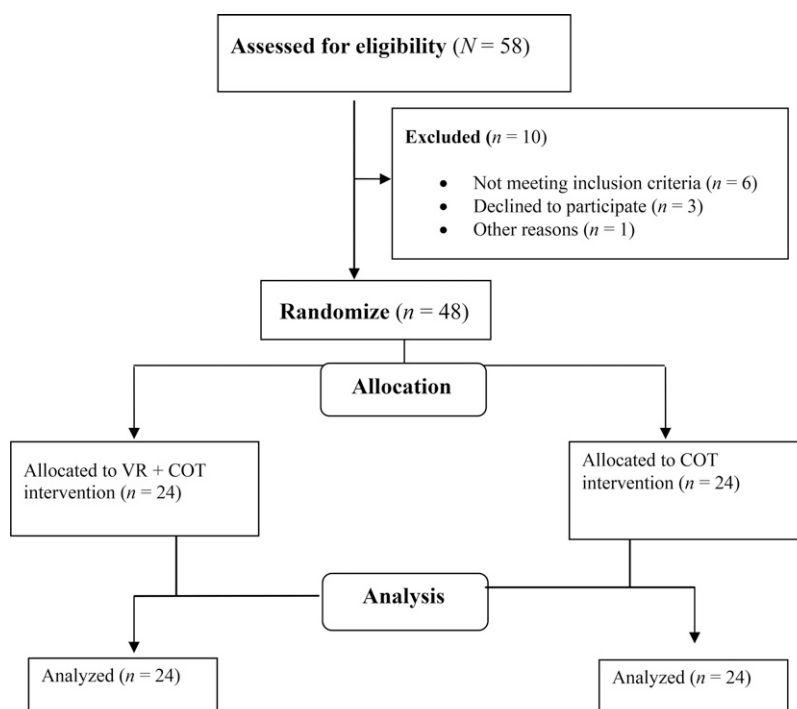 Assessed for eligibility (N = 58)
Excluded (n = 10)
• Not meeting inclusion criteria (n = 6)
• Declined to participate (n = 3)
• Other reasons (n = 1)
Randomize (n = 48)
Allocation
Allocated to VR + COT
intervention (n = 24)
Allocated to COT
intervention (n = 24)
Analysis
Analyzed (n = 24)
Analyzed (n = 24)